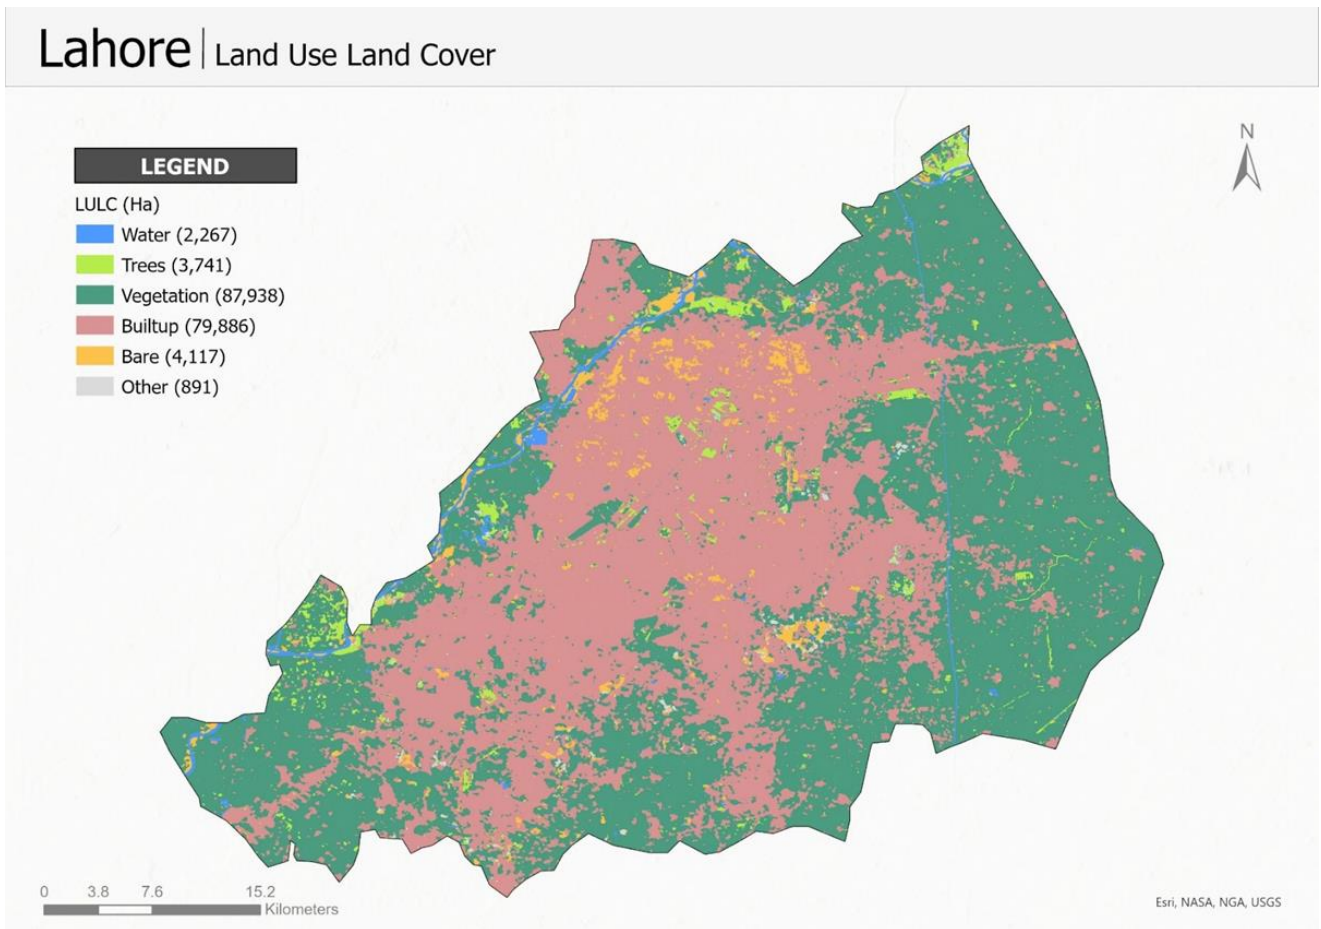 Lahore | Land Use Land Cover
N
LEGEND
LULC (Ha)
Water (2,267)
Trees (3,741)
Vegetation (87,938)
Builtup (79,886)
Bare (4,117)
Other (891)
0 3.8 7.6 15.2
Kilometers
Esri, NASA, NGA, USGS